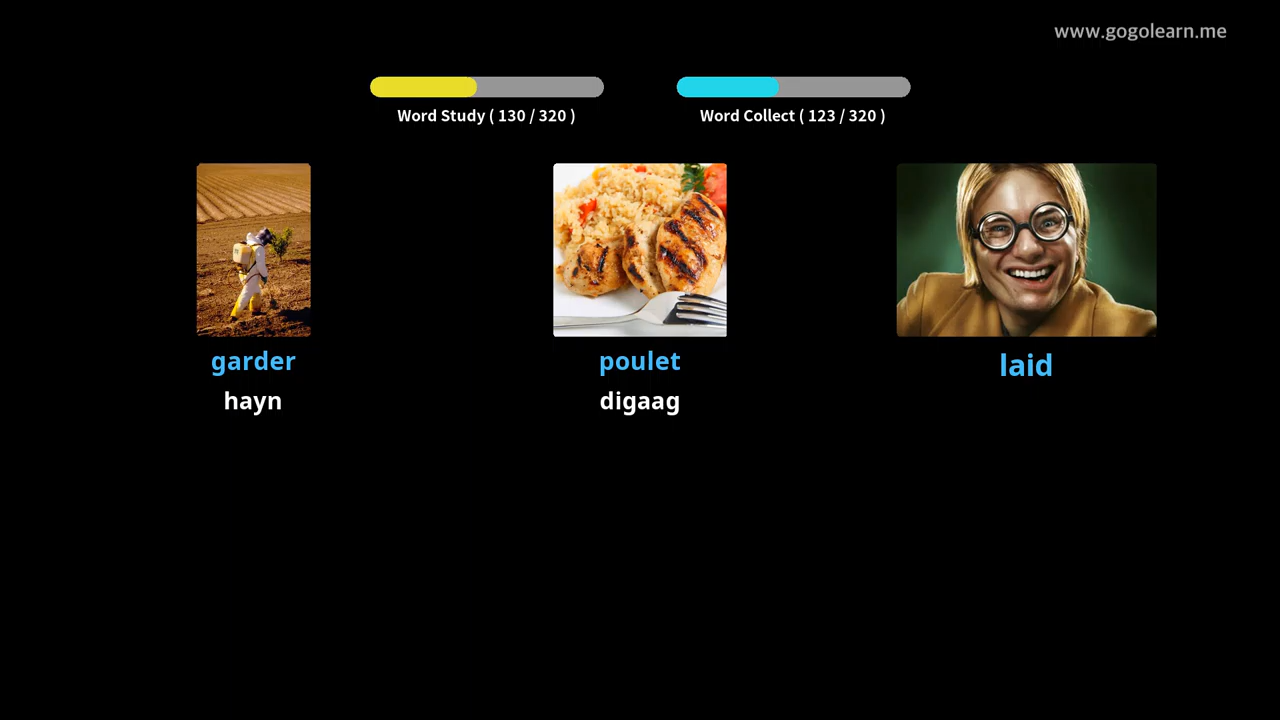 www.gogolearn.me
Word Study ( 130 / 320 )
Word Collect ( 123 / 320 )
garder
hayn
poulet
digaag
laid